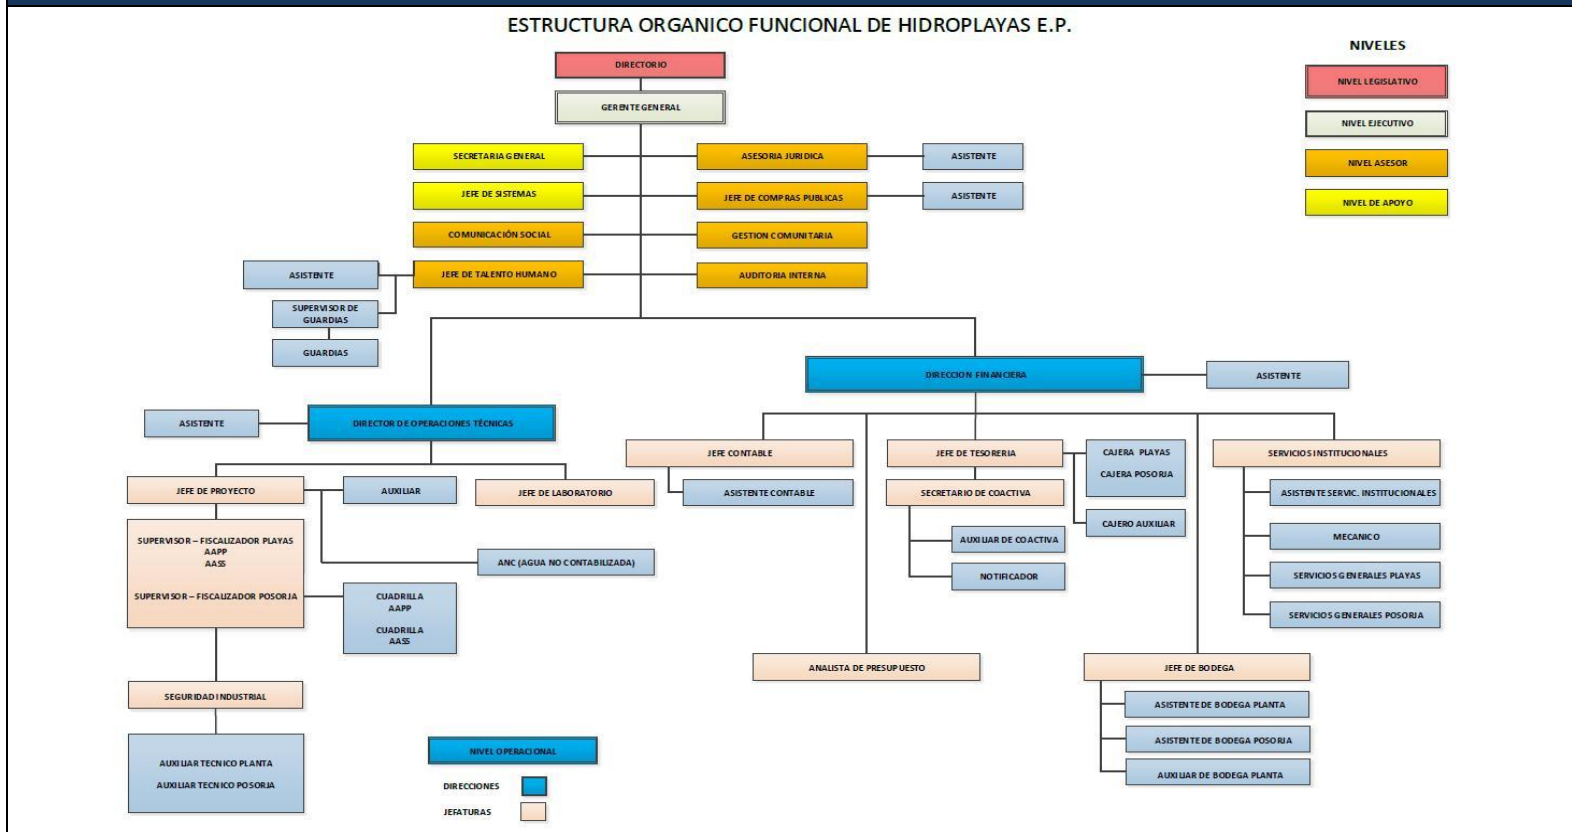 ESTRUCTURA ORGANICO FUNCIONAL DE HIDROPLAYAS E.P.
NIVELES
DIRECTORIO
NIVEL LEGISLATIVO
GERENTE GENERAL
NIVEL EJECUTIVO
SECRETARIA GENERAL
ASESORIA JURIDICA
ASISTENTE
NIVEL ASESOR
JEFE DE SISTEMAS
JEFE DE COMPRAS PUBLICAS
ASISTENTE
NIVEL DE APOYO
COMUNICACIÓN SOCIAL
GESTION COMUNITARIA
ASISTENTE
JEFE DE TALENTO HUMANO
AUDITORIA INTERNA
SUPERVISOR DE
GUARDIAS
GUARDIAS
DIRECCION FINANCIERA
ASISTENTE
ASISTENTE
DIRECTOR DE OPERACIONES TÉCNICAS
JEFE CONTABLE
JEFE DE TESORERIA
CAJERA PLAYAS
CAJERA POSORJA
SERVICIOS INSTITUCIONALES
JEFE DE PROYECTO
AUXILIAR
JEFE DE LABORATORIO
ASISTENTE CONTABLE
SECRETARIO DE COACTIVA
ASISTENTE SERVIC. INSTITUCIONALES
CAJERO AUXILIAR
SUPERVISOR – FISCALIZADOR PLAYAS
AAPP
AASS
SUPERVISOR – FISCALIZADOR POSORJA
AUXILIAR DE COACTIVA
MECANICO
ANC (AGUA NO CONTABILIZADA)
NOTIFICADOR
SERVICIOS GENERALES PLAYAS
CUADRILLA
AAPP
CUADRILLA
AASS
SERVICIOS GENERALES POSORJA
ANALISTA DE PRESUPUESTO
JEFE DE BODEGA
SEGURIDAD INDUSTRIAL
ASISTENTE DE BODEGA PLANTA
ASISTENTE DE BODEGA POSORJA
AUXILIAR DE BODEGA PLANTA
AUXILIAR TECNICO PLANTA
AUXILIAR TECNICO POSORJA
NIVEL OPERACIONAL
DIRECCIONES
JEFATURAS